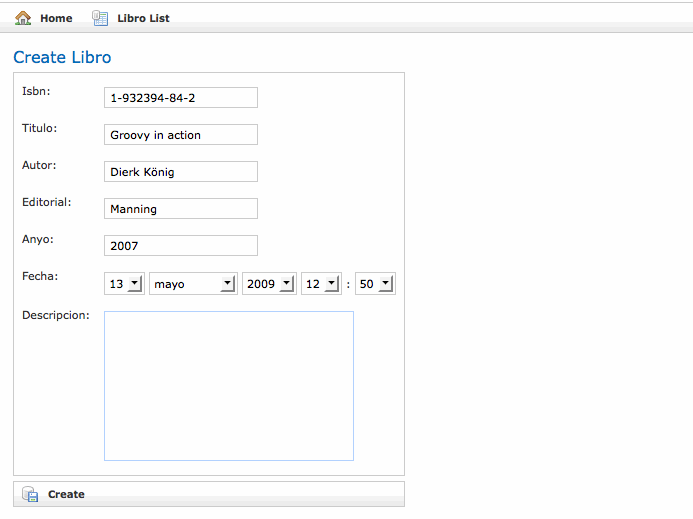 Home Libro List
Create Libro
Isbn: 1-932394-84-2
Titulo: Groovy in action
Autor: Dierk König
Editorial: Manning
Anyo: 2007
Fecha: 13 mayo 2009 12 : 50
Descripcion:
Create